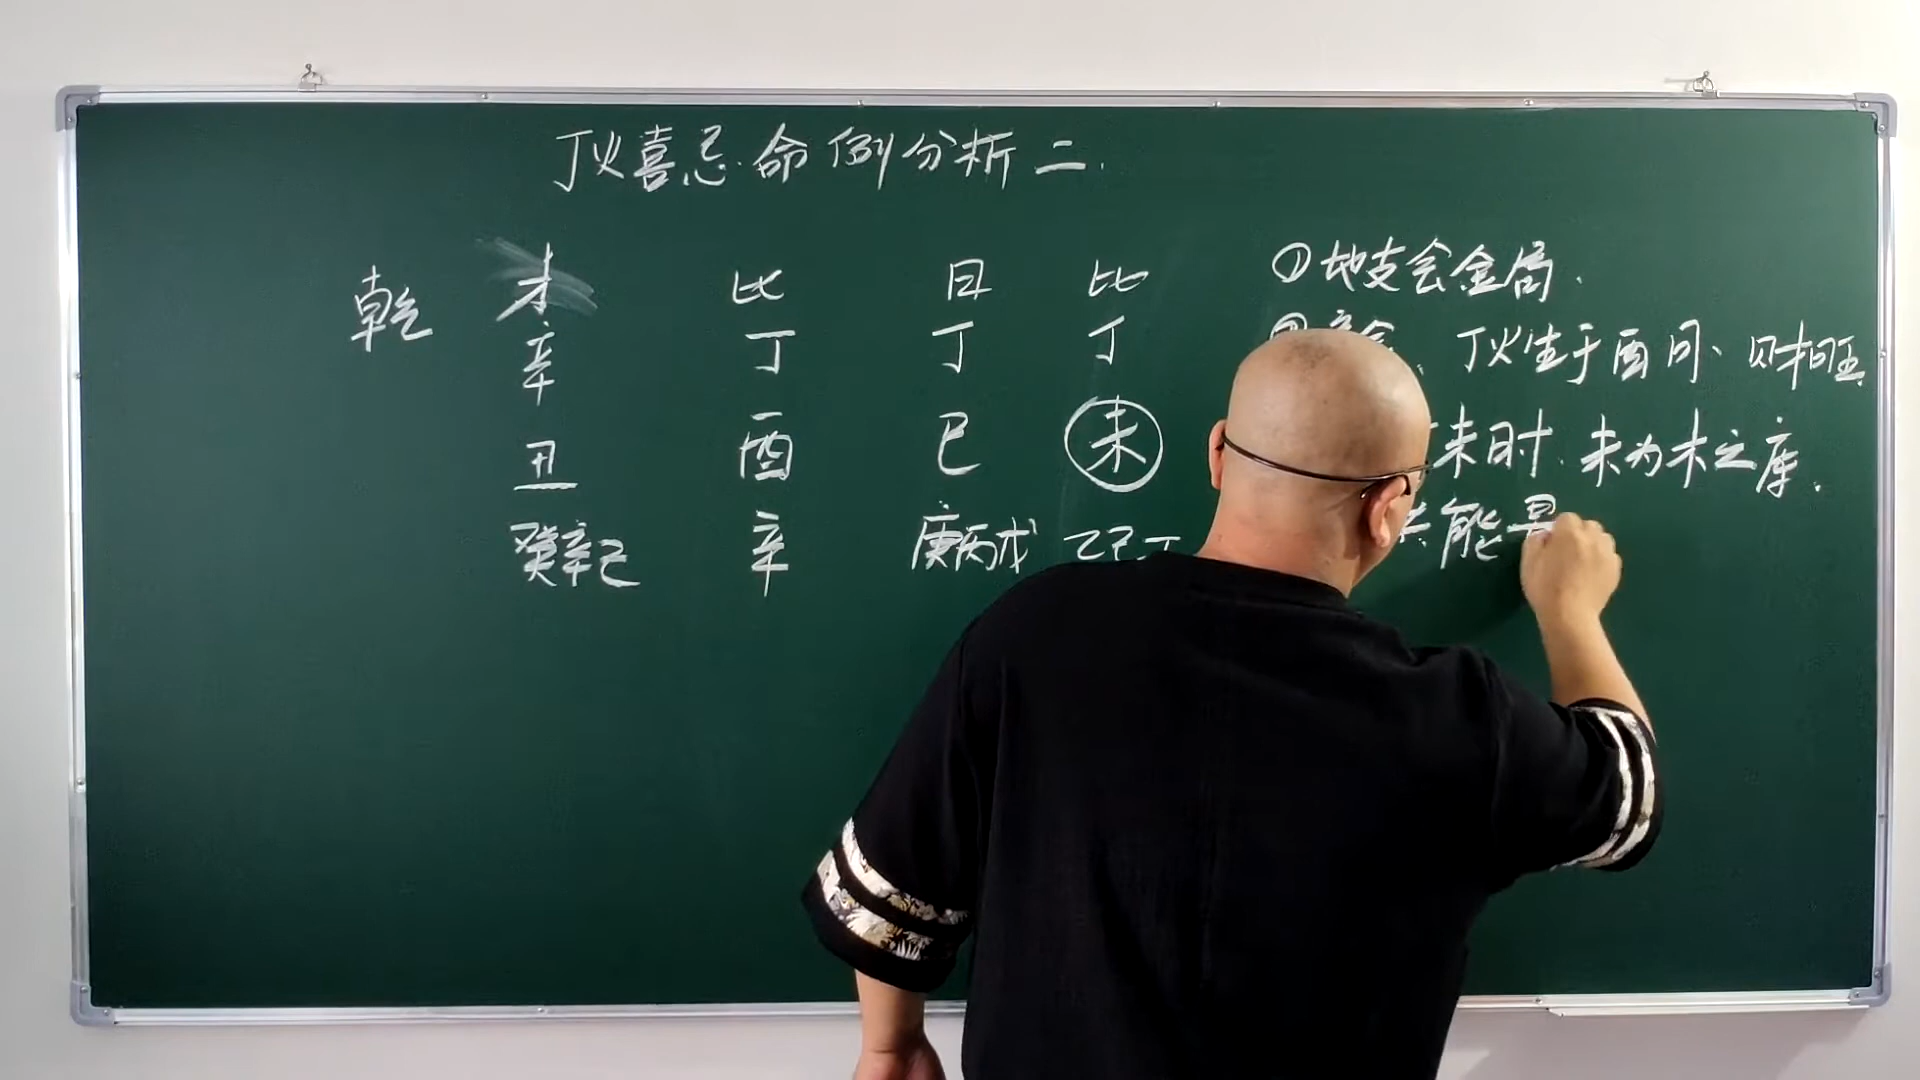 丁火喜忌命例分析二.
乾 才 比 日 比
辛 丁 丁 丁
丑 酉 巳 未
癸辛己 辛 庚丙戊 乙己丁
①地支会金局.
② 丁火生于酉月、财旺
未时. 未为木之库.
能